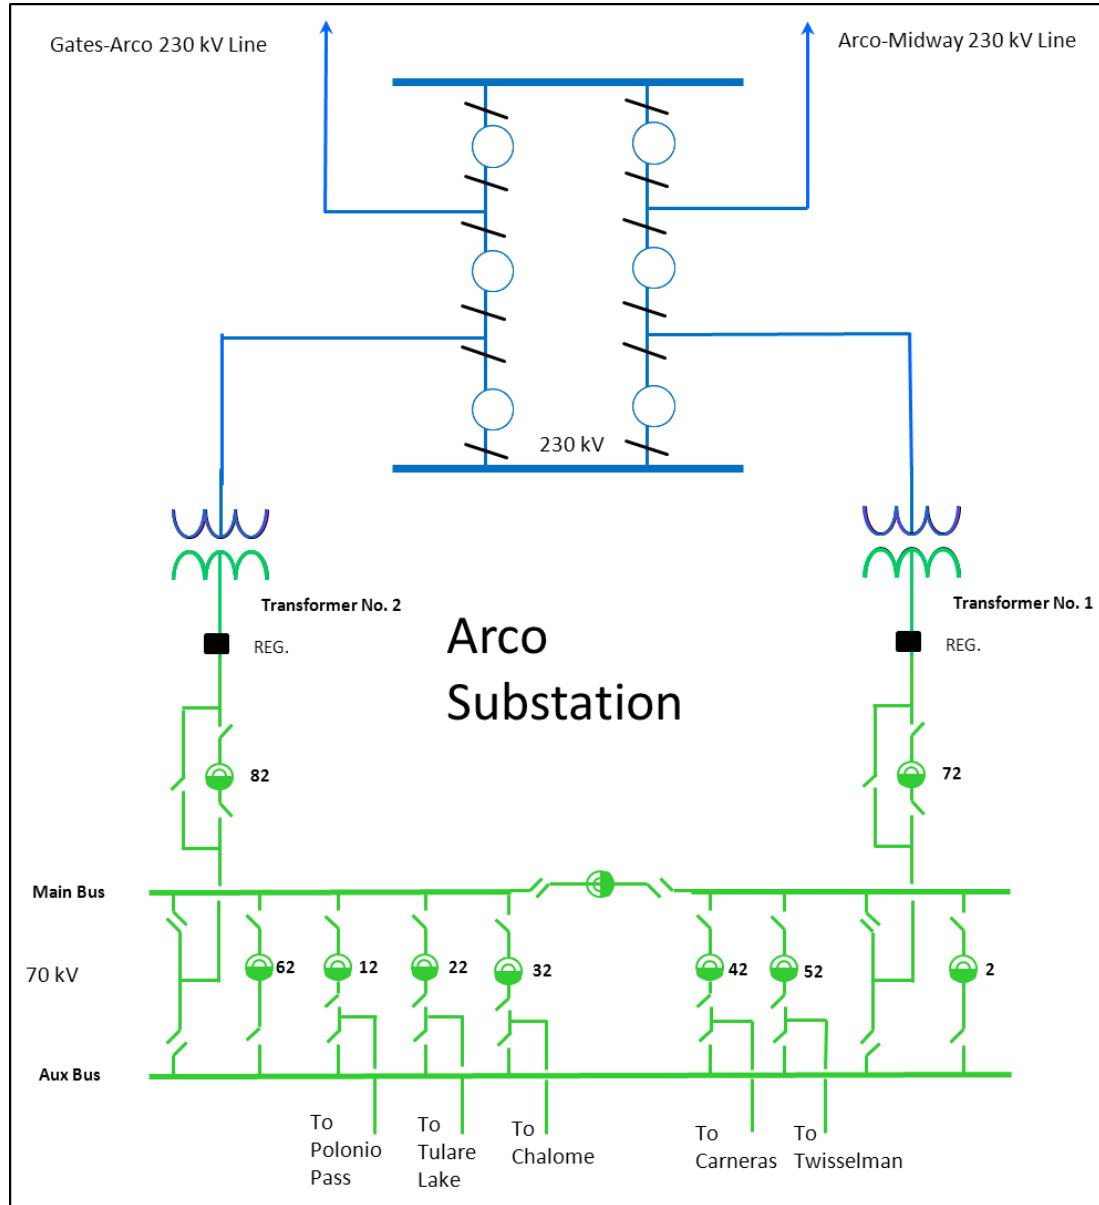 Gates-Arco 230 kV Line
Arco-Midway 230 kV Line
230 kV
Transformer No. 2
Transformer No. 1
REG.
REG.
Arco
Substation
82
72
Main Bus
70 kV
62
12
22
32
42
52
2
Aux Bus
To
Polonio
Pass
To
Tulare
Lake
To
Chalome
To
Carneras
To
Twisselman